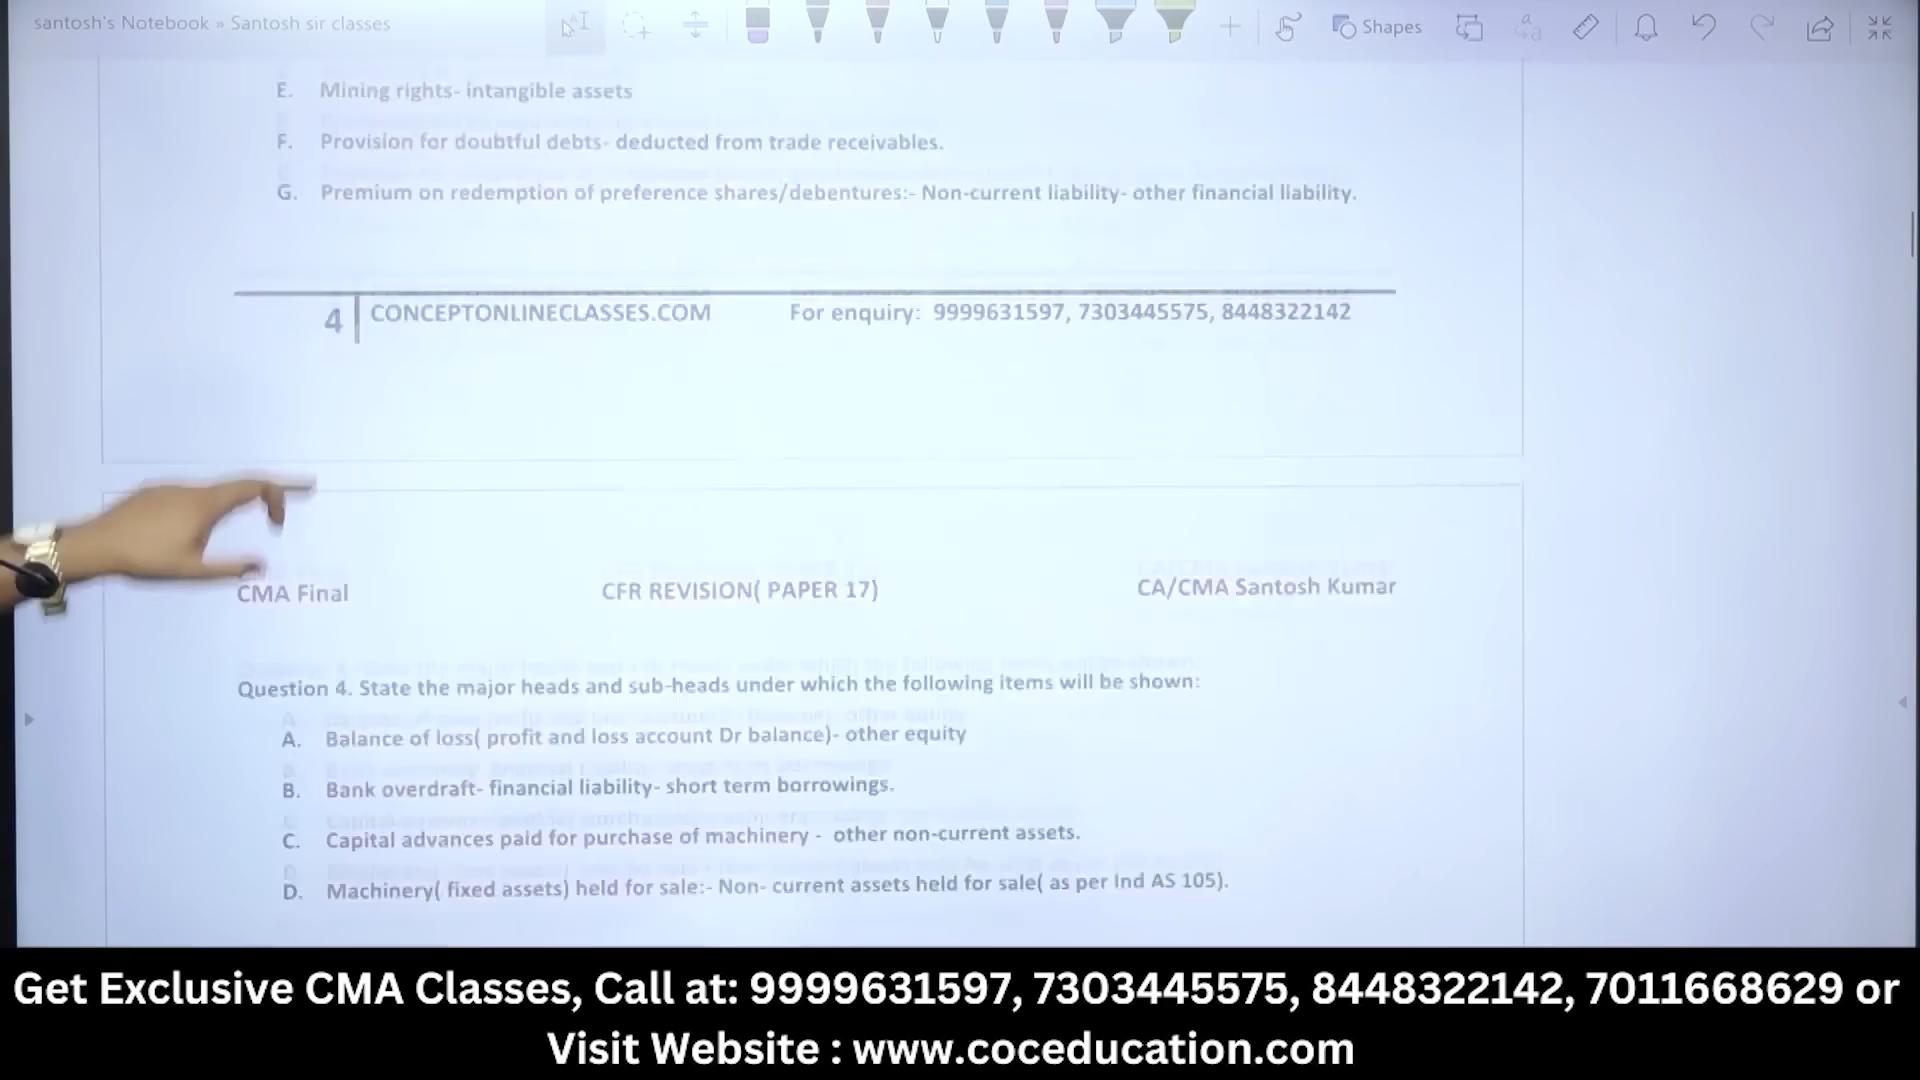 santosh's Notebook » Santosh sir classes
Shapes
E. Mining rights- intangible assets
F. Provision for doubtful debts- deducted from trade receivables.
G. Premium on redemption of preference shares/debentures:- Non-current liability- other financial liability.
4 CONCEPTONLINECLASSES.COM For enquiry: 9999631597, 7303445575, 8448322142
CMA Final CFR REVISION( PAPER 17) CA/CMA Santosh Kumar
Question 4. State the major heads and sub-heads under which the following items will be shown:
A. Balance of loss( profit and loss account Dr balance)- other equity
B. Bank overdraft- financial liability- short term borrowings.
C. Capital advances paid for purchase of machinery - other non-current assets.
D. Machinery( fixed assets) held for sale:- Non- current assets held for sale( as per Ind AS 105).
Get Exclusive CMA Classes, Call at: 9999631597, 7303445575, 8448322142, 7011668629 or
Visit Website : www.coceducation.com